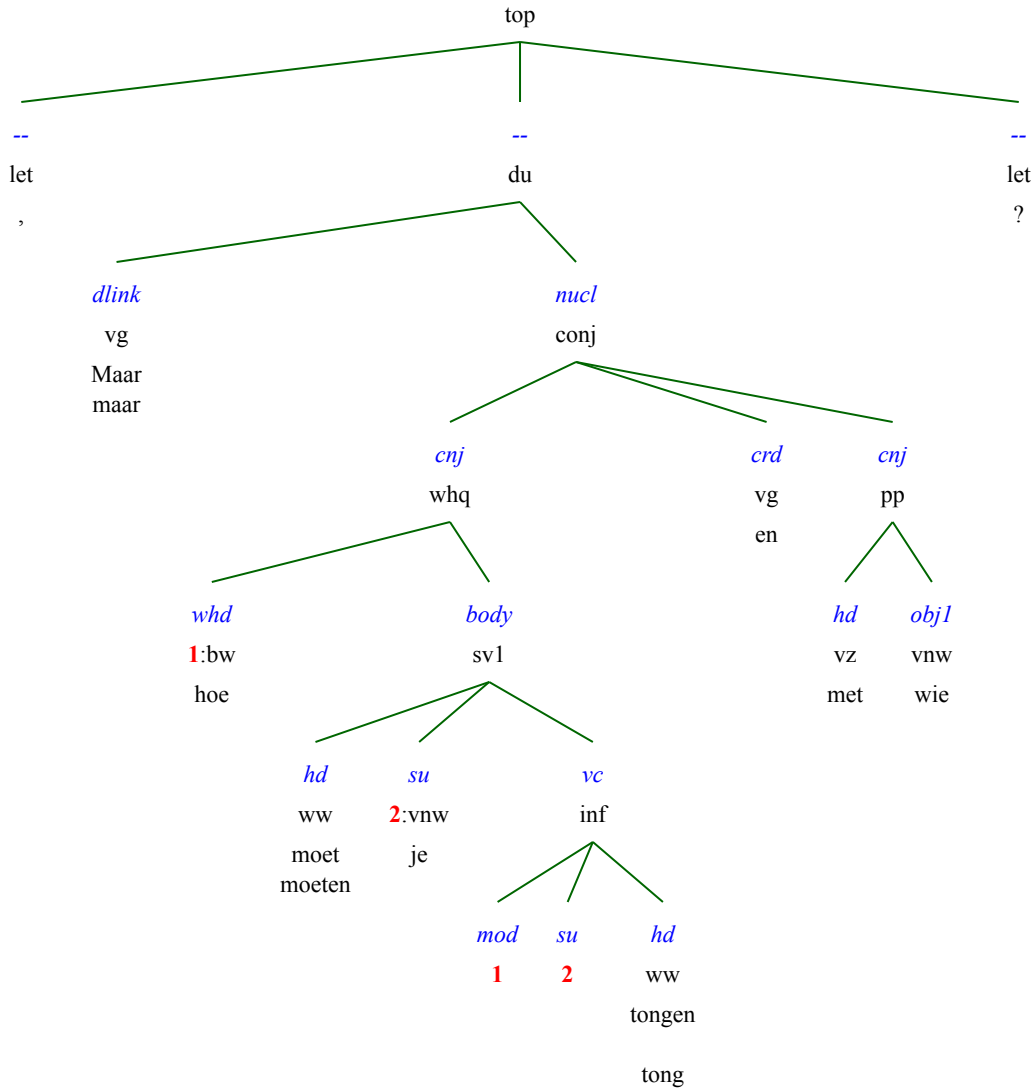 top
-- -- --
let du let
, ?
dlink nucl
vg conj
Maar
maar
cnj crd cnj
whq vg pp
en
whd body hd obj1
1:bw sv1 vz vnw
hoe met wie
hd su vc
ww 2:vnw inf
moet je
moeten
mod su hd
1 2 ww
tongen
tong